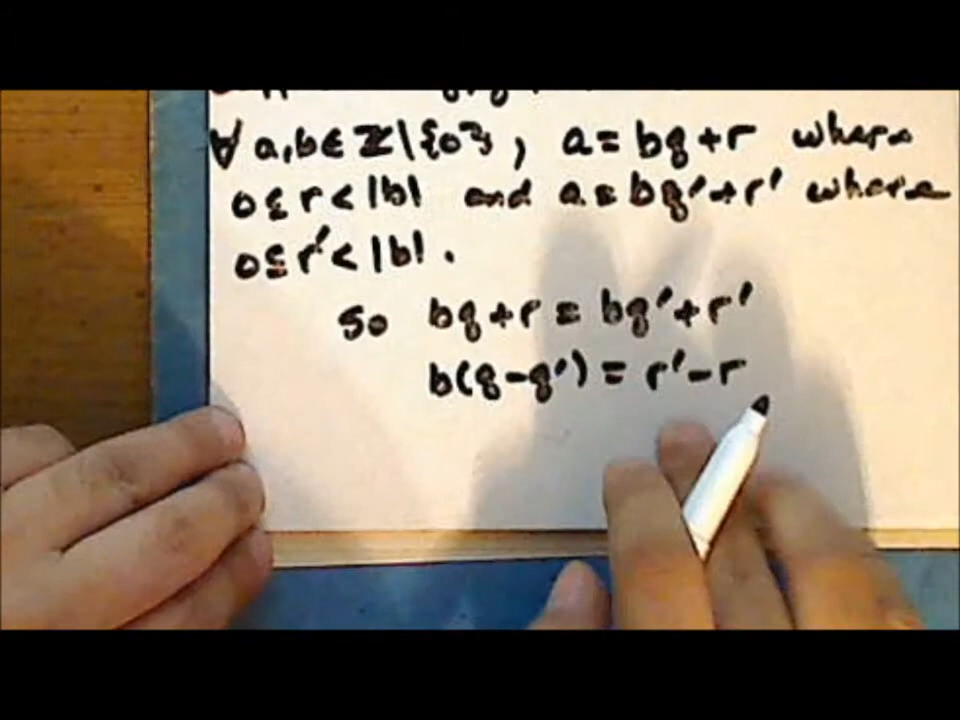 ∀ a,b∈ ℤ\{0}, a=bq+r where
0≤r<|b| and a=bq'+r' where
0≤r'<|b|.
So bq+r = bq'+r'
b(q-q') = r'-r